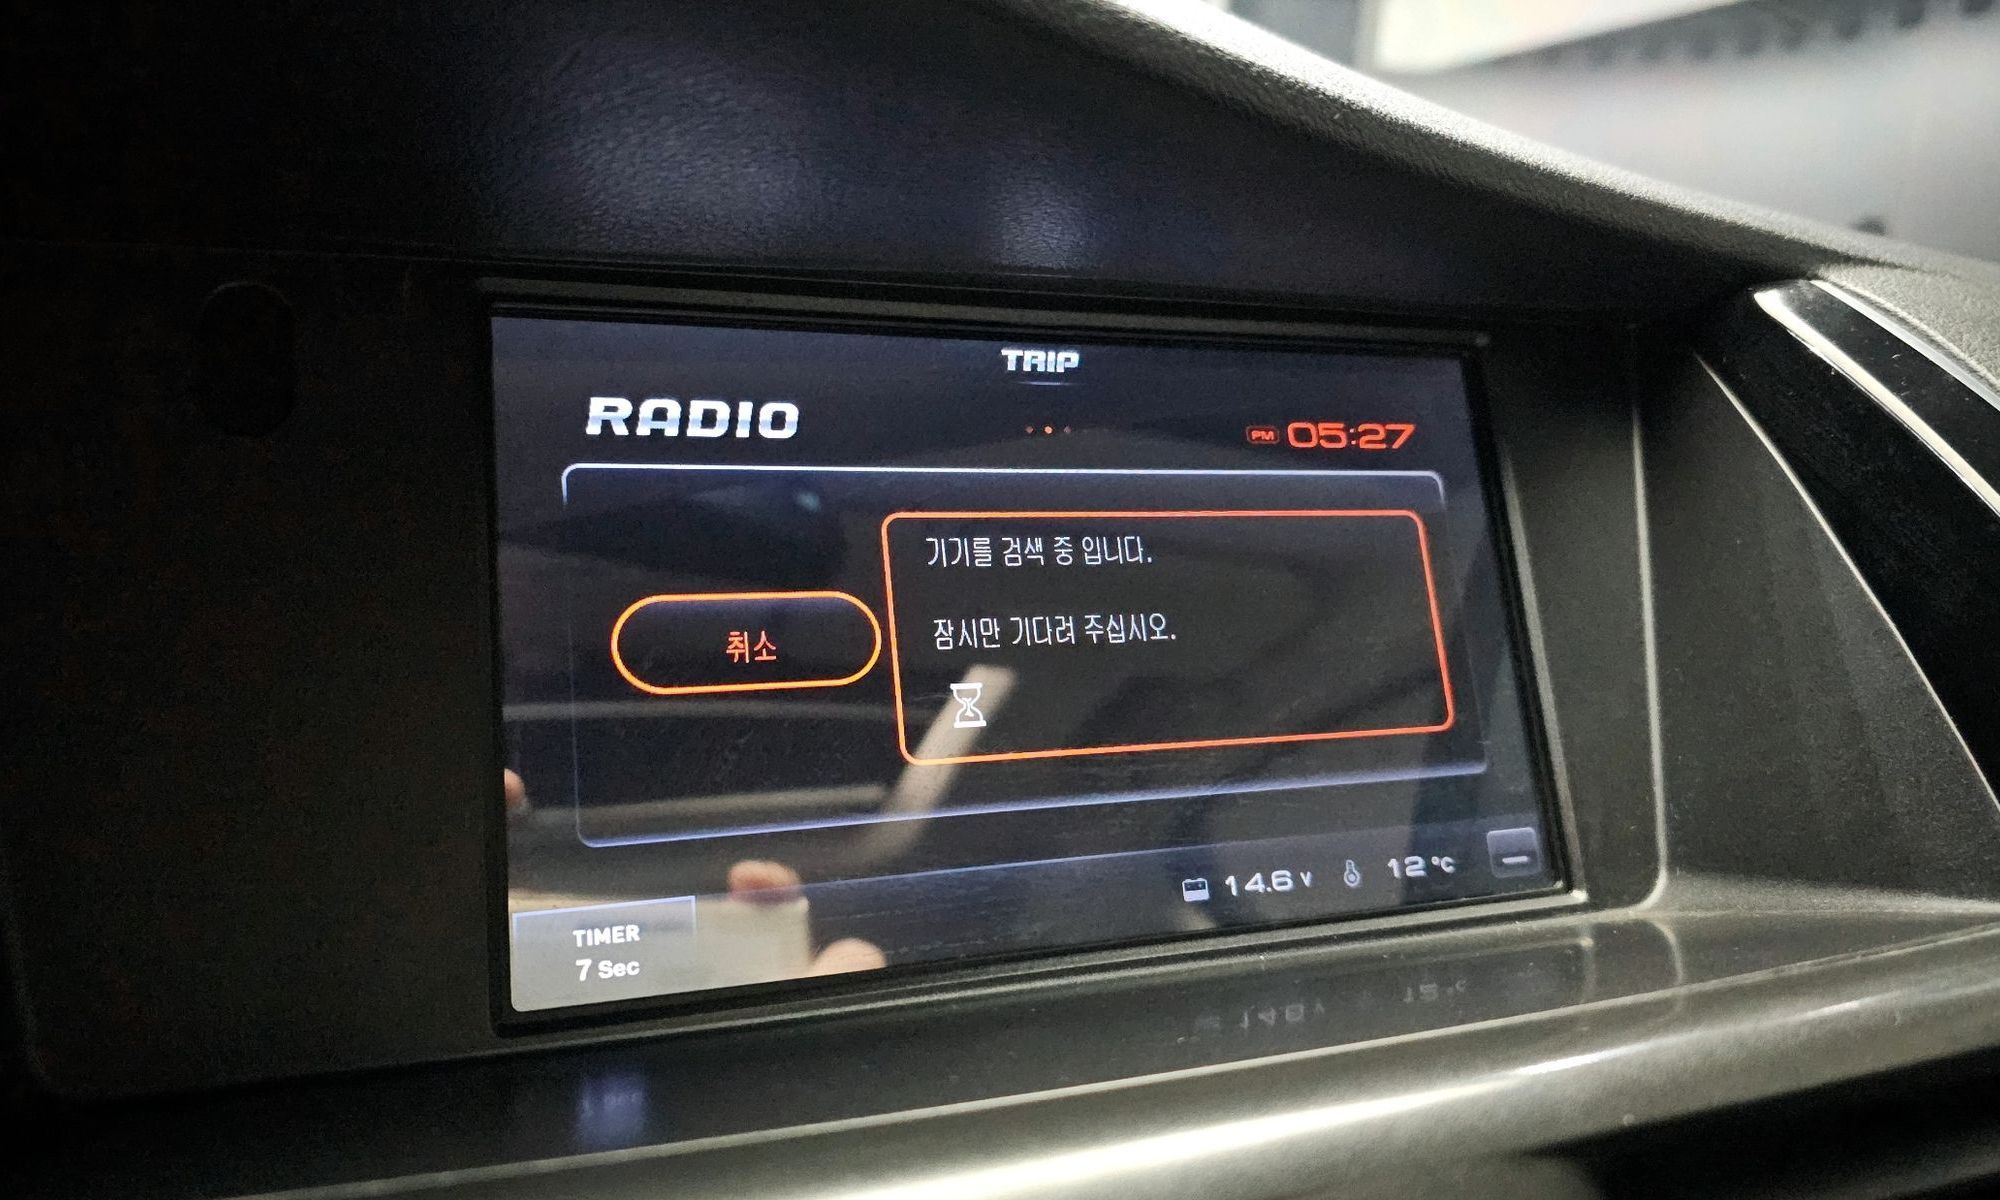 TRIP
RADIO
PM 05:27
기기를 검색 중 입니다.
취소
잠시만 기다려 주십시오.
14.6 V 12 °C
TIMER
7 Sec